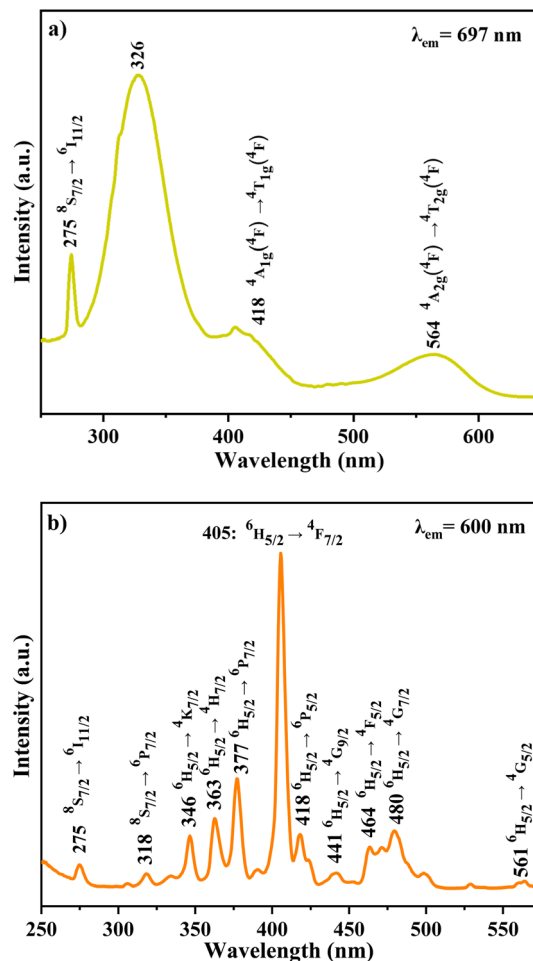 a)
λem= 697 nm
326
275 ⁸S7/2→⁶I11/2
418 ⁴A1g(⁴F)→⁴T1g(⁴F)
564 ⁴A2g(⁴F)→⁴T2g(⁴F)
Intensity (a.u.)
300 400 500 600
Wavelength (nm)
b)
λem= 600 nm
405: ⁶H5/2→⁴F7/2
275 ⁸S7/2→⁶I11/2
318 ⁸S7/2→⁶P7/2
346 ⁶H5/2→⁴K7/2
363 ⁶H5/2→⁴H7/2
377 ⁶H5/2→⁶P7/2
418 ⁶H5/2→⁶P5/2
441 ⁶H5/2→⁴G9/2
464 ⁶H5/2→⁴F5/2
480 ⁶H5/2→⁴G7/2
561 ⁶H5/2→⁴G5/2
Intensity (a.u.)
250 300 350 400 450 500 550
Wavelength (nm)